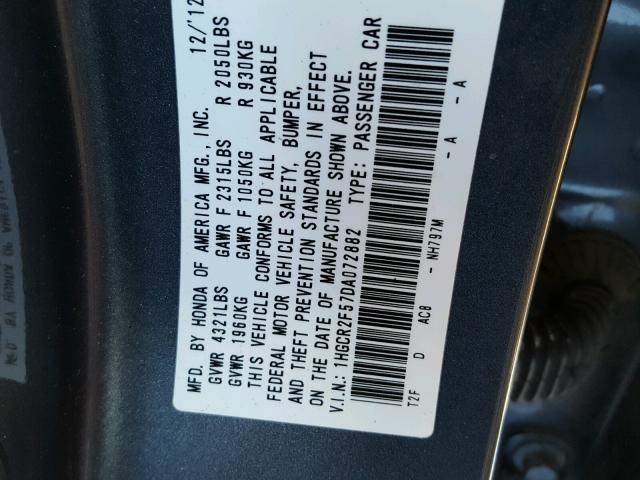 MFD. BY HONDA OF AMERICA MFG., INC. 12/'12
GVWR 4321LBS GAWR F 2315LBS R 2050LBS
GVWR 1960KG GAWR F 1050KG R 930KG
THIS VEHICLE CONFORMS TO ALL APPLICABLE
FEDERAL MOTOR VEHICLE SAFETY, BUMPER,
AND THEFT PREVENTION STANDARDS IN EFFECT
ON THE DATE OF MANUFACTURE SHOWN ABOVE.
V.I.N.: 1HGCR2F57DA072882 TYPE: PASSENGER CAR
T2F D AC8 - NH797M - A - A